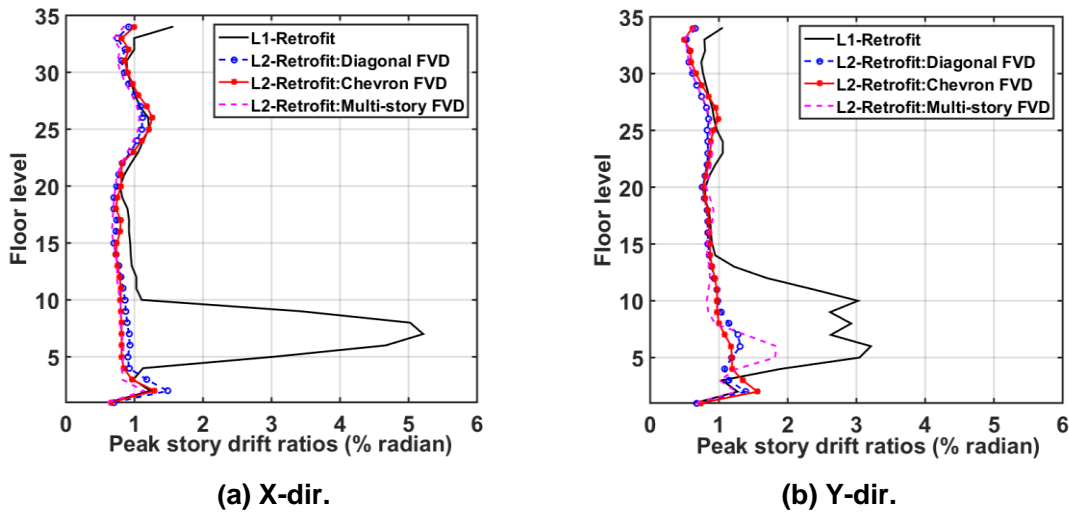 35
30
25
20
15
10
5
0 1 2 3 4 5 6
Floor level
Peak story drift ratios (% radian)
L1-Retrofit
L2-Retrofit:Diagonal FVD
L2-Retrofit:Chevron FVD
L2-Retrofit:Multi-story FVD
(a) X-dir.
35
30
25
20
15
10
5
0 1 2 3 4 5 6
Floor level
Peak story drift ratios (% radian)
L1-Retrofit
L2-Retrofit:Diagonal FVD
L2-Retrofit:Chevron FVD
L2-Retrofit:Multi-story FVD
(b) Y-dir.